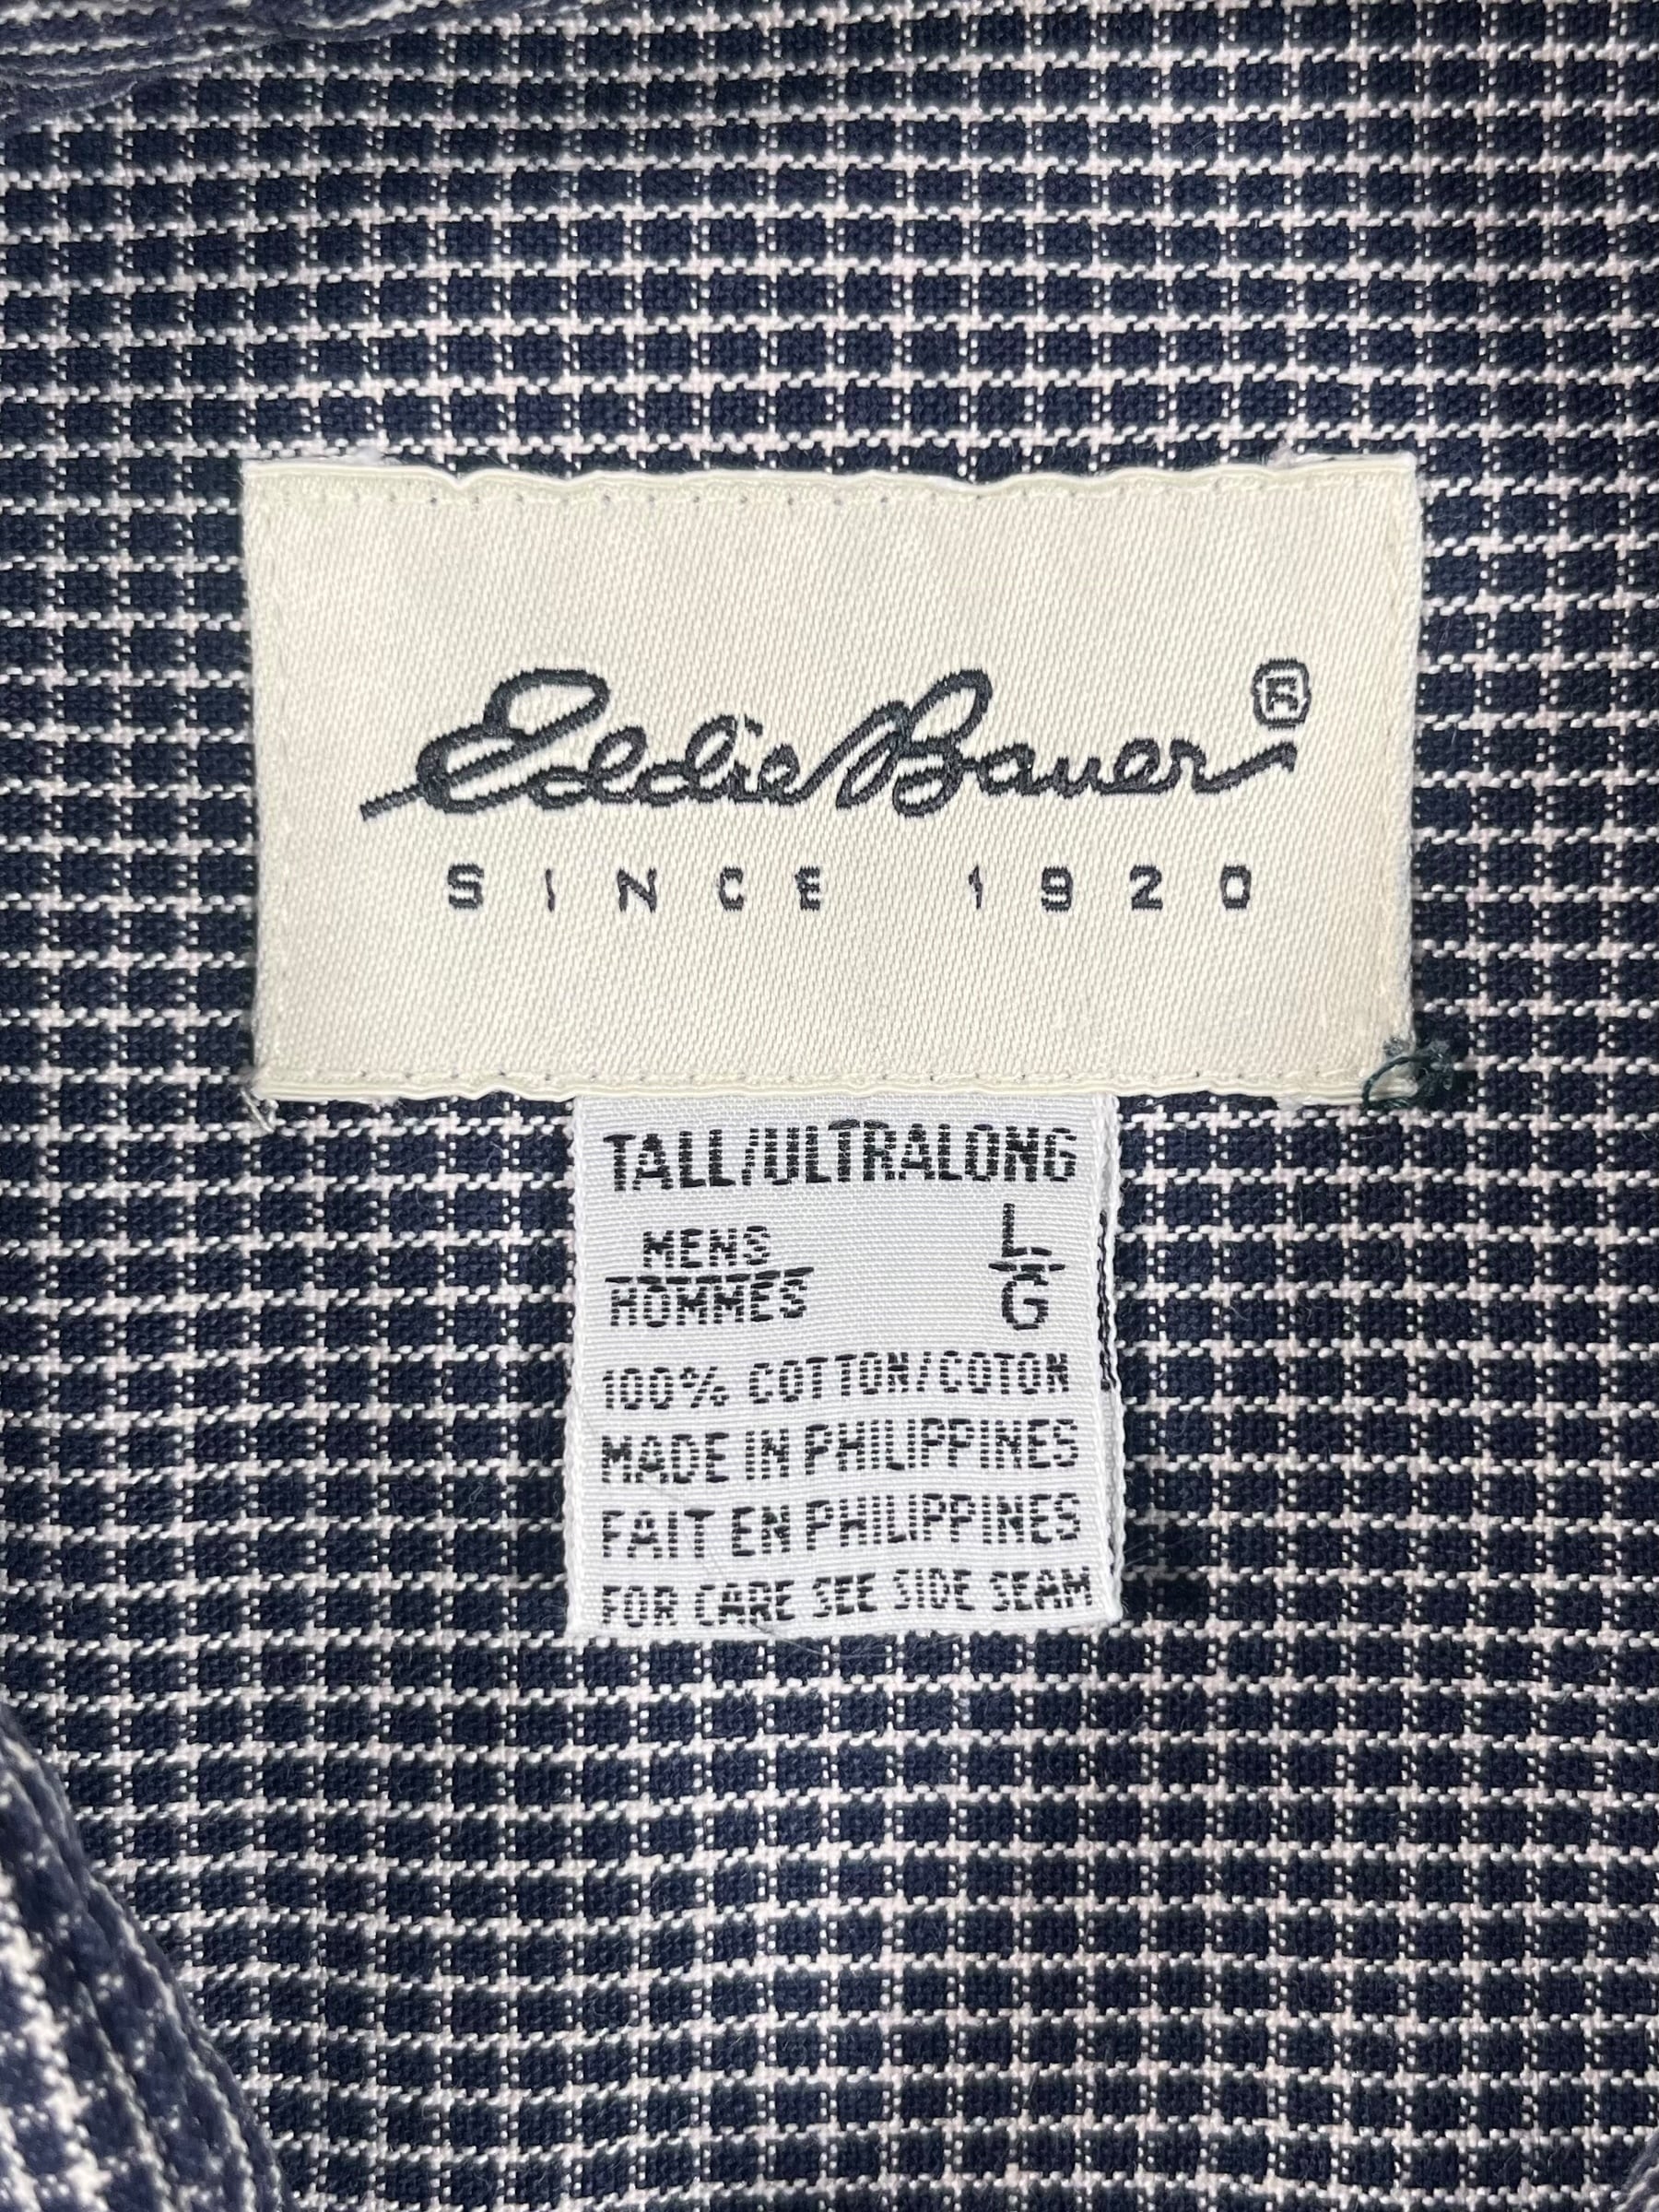 Eddie Bauer®
SINCE 1920
TALL/ULTRALONG
MENS L
HOMMES G
100% COTTON/COTON
MADE IN PHILIPPINES
FAIT EN PHILIPPINES
FOR CARE SEE SIDE SEAM